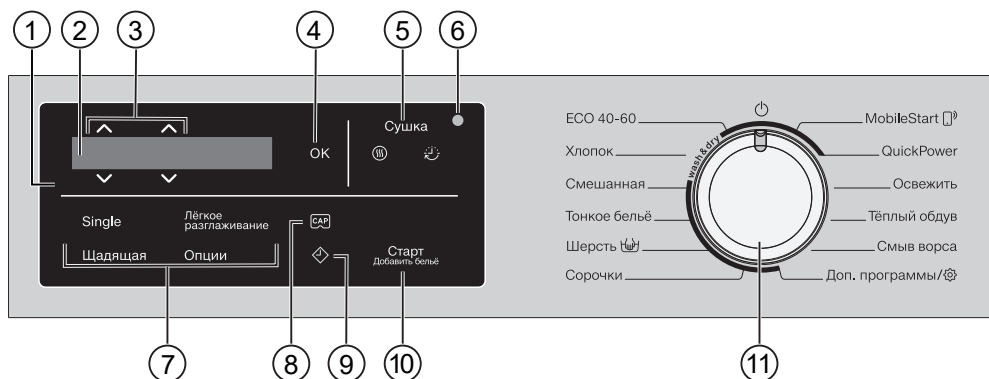 1
2
3
4
5
6
Сушка
OK
Single
Лёгкое
разглаживание
CAP
Щадящая
Опции
Старт
Добавить бельё
7
8
9
10
11
wash&dry
ECO 40-60
Хлопок
Смешанная
Тонкое бельё
Шерсть
Сорочки
MobileStart
QuickPower
Освежить
Тёплый обдув
Смыв ворса
Доп. программы/